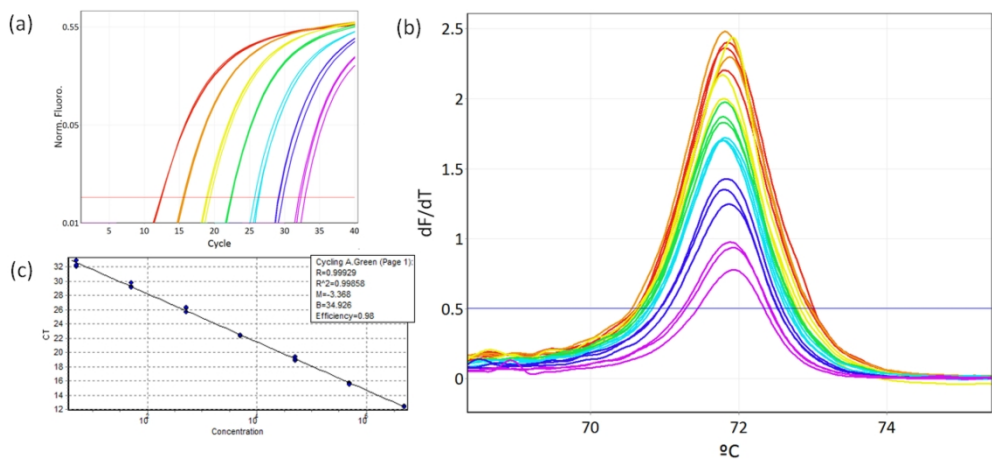 (a)
0.55
0.05
0.01
Norm. Fluoro.
5 10 15 20 25 30 35 40
Cycle
(b)
2.5
2
1.5
1
0.5
0
dF/dT
70 72 74
ºC
(c)
Cycling A.Green (Page 1):
R=0.99929
R^2=0.99858
M=-3.368
B=34.926
Efficiency=0.98
32
30
28
26
24
22
20
18
16
14
12
CT
Concentration